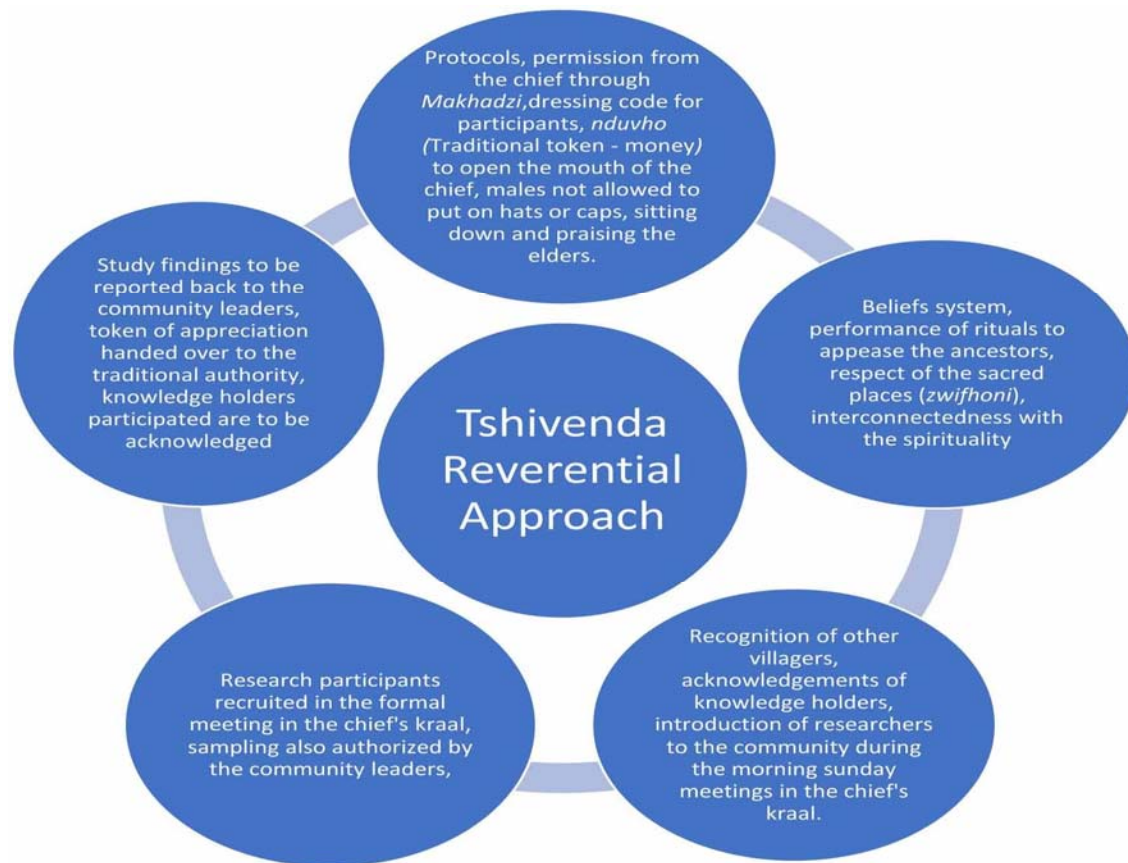 Protocols, permission from
the chief through
Makhadzi,dressing code for
participants, nduvho
(Traditional token - money)
to open the mouth of the
chief, males not allowed to
put on hats or caps, sitting
down and praising the
elders.
Beliefs system,
performance of rituals to
appease the ancestors,
respect of the sacred
places (zwifhoni),
interconnectedness with
the spirituality
Recognition of other
villagers,
acknowledgements of
knowledge holders,
introduction of researchers
to the community during
the morning sunday
meetings in the chief's
kraal.
Research participants
recruited in the formal
meeting in the chief's kraal,
sampling also authorized by
the community leaders,
Study findings to be
reported back to the
community leaders,
token of appreciation
handed over to the
traditional authority,
knowledge holders
participated are to be
acknowledged
Tshivenda
Reverential
Approach